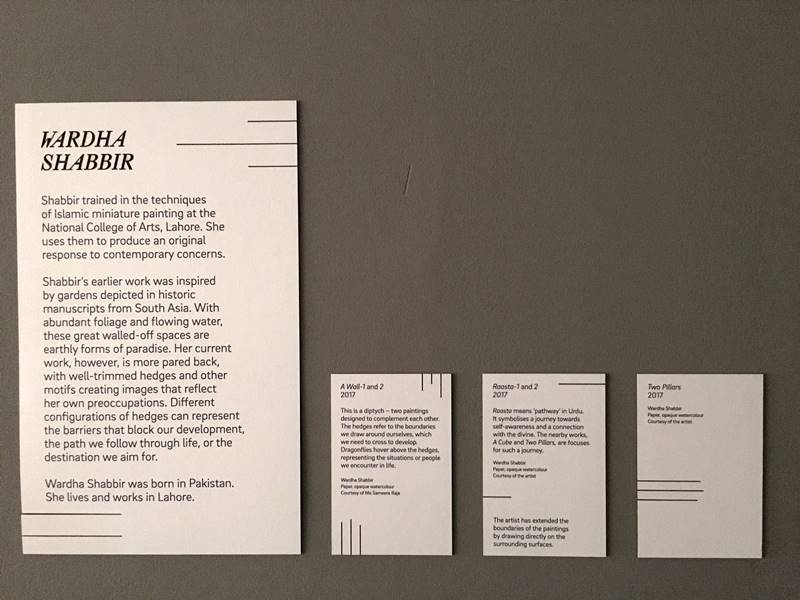 WARDHA
SHABBIR
Shabbir trained in the techniques
of Islamic miniature painting at the
National College of Arts, Lahore. She
uses them to produce an original
response to contemporary concerns.
Shabbir's earlier work was inspired
by gardens depicted in historic
manuscripts from South Asia. With
abundant foliage and flowing water,
these great walled-off spaces are
earthly forms of paradise. Her current
work, however, is more pared back,
with well-trimmed hedges and other
motifs creating images that reflect
her own preoccupations. Different
configurations of hedges can represent
the barriers that block our development,
the path we follow through life, or the
destination we aim for.
Wardha Shabbir was born in Pakistan.
She lives and works in Lahore.
A Wall-1 and 2
2017
This is a diptych – two paintings
designed to complement each other.
The hedges refer to the boundaries
we draw around ourselves, which
we need to cross to develop.
Dragonflies hover above the hedges,
representing the situations or people
we encounter in life.
Wardha Shabbir
Paper, opaque watercolour
Courtesy of Ms Sameera Raja
Raasta-1 and 2
2017
Raasta means 'pathway' in Urdu.
It symbolises a journey towards
self-awareness and a connection
with the divine. The nearby works,
A Cube and Two Pillars, are focuses
for such a journey.
Wardha Shabbir
Paper, opaque watercolour
Courtesy of the artist
The artist has extended the
boundaries of the paintings
by drawing directly on the
surrounding surfaces.
Two Pillars
2017
Wardha Shabbir
Paper, opaque watercolour
Courtesy of the artist